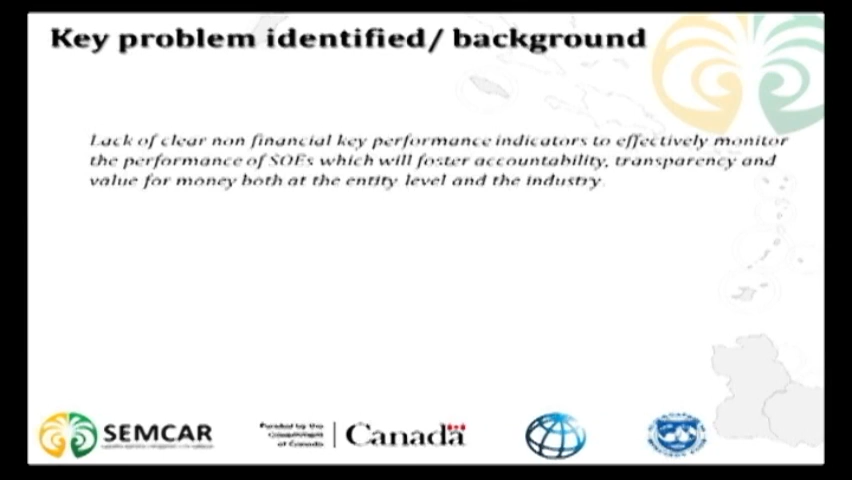 Key problem identified/ background
Lack of clear non financial key performance indicators to effectively monitor
the performance of SOEs which will foster accountability, transparency and
value for money both at the entity level and the industry.
SEMCAR
Funded by the
Government
of Canada
Canada